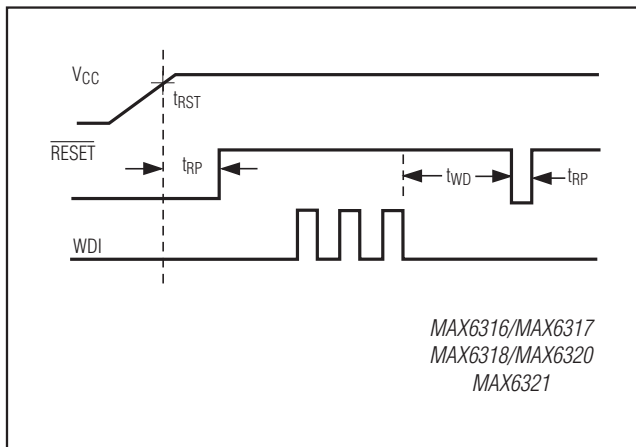 VCC
tRST
RESET
tRP
tWD
tRP
WDI
MAX6316/MAX6317
MAX6318/MAX6320
MAX6321